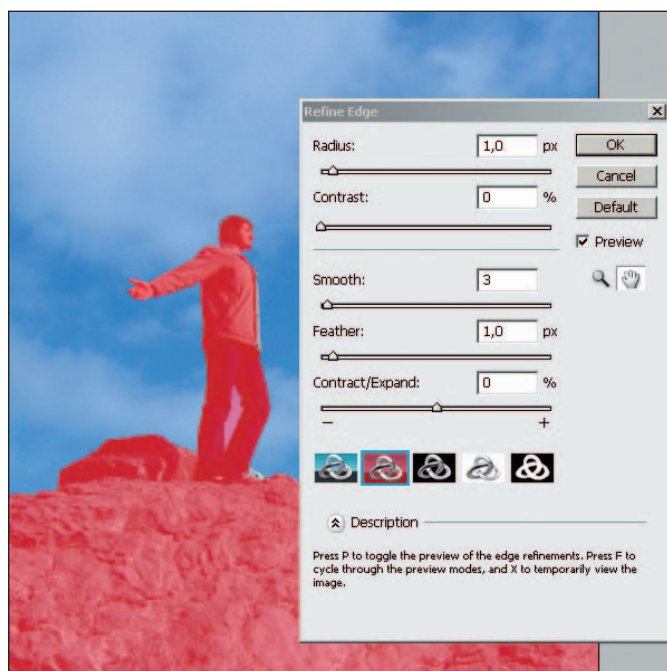 Refine Edge
Radius: 1,0 px
OK
Cancel
Contrast: 0 %
Default
Preview
Smooth: 3
Feather: 1,0 px
Contract/Expand: 0 %
− +
Description
Press P to toggle the preview of the edge refinements. Press F to
cycle through the preview modes, and X to temporarily view the
image.